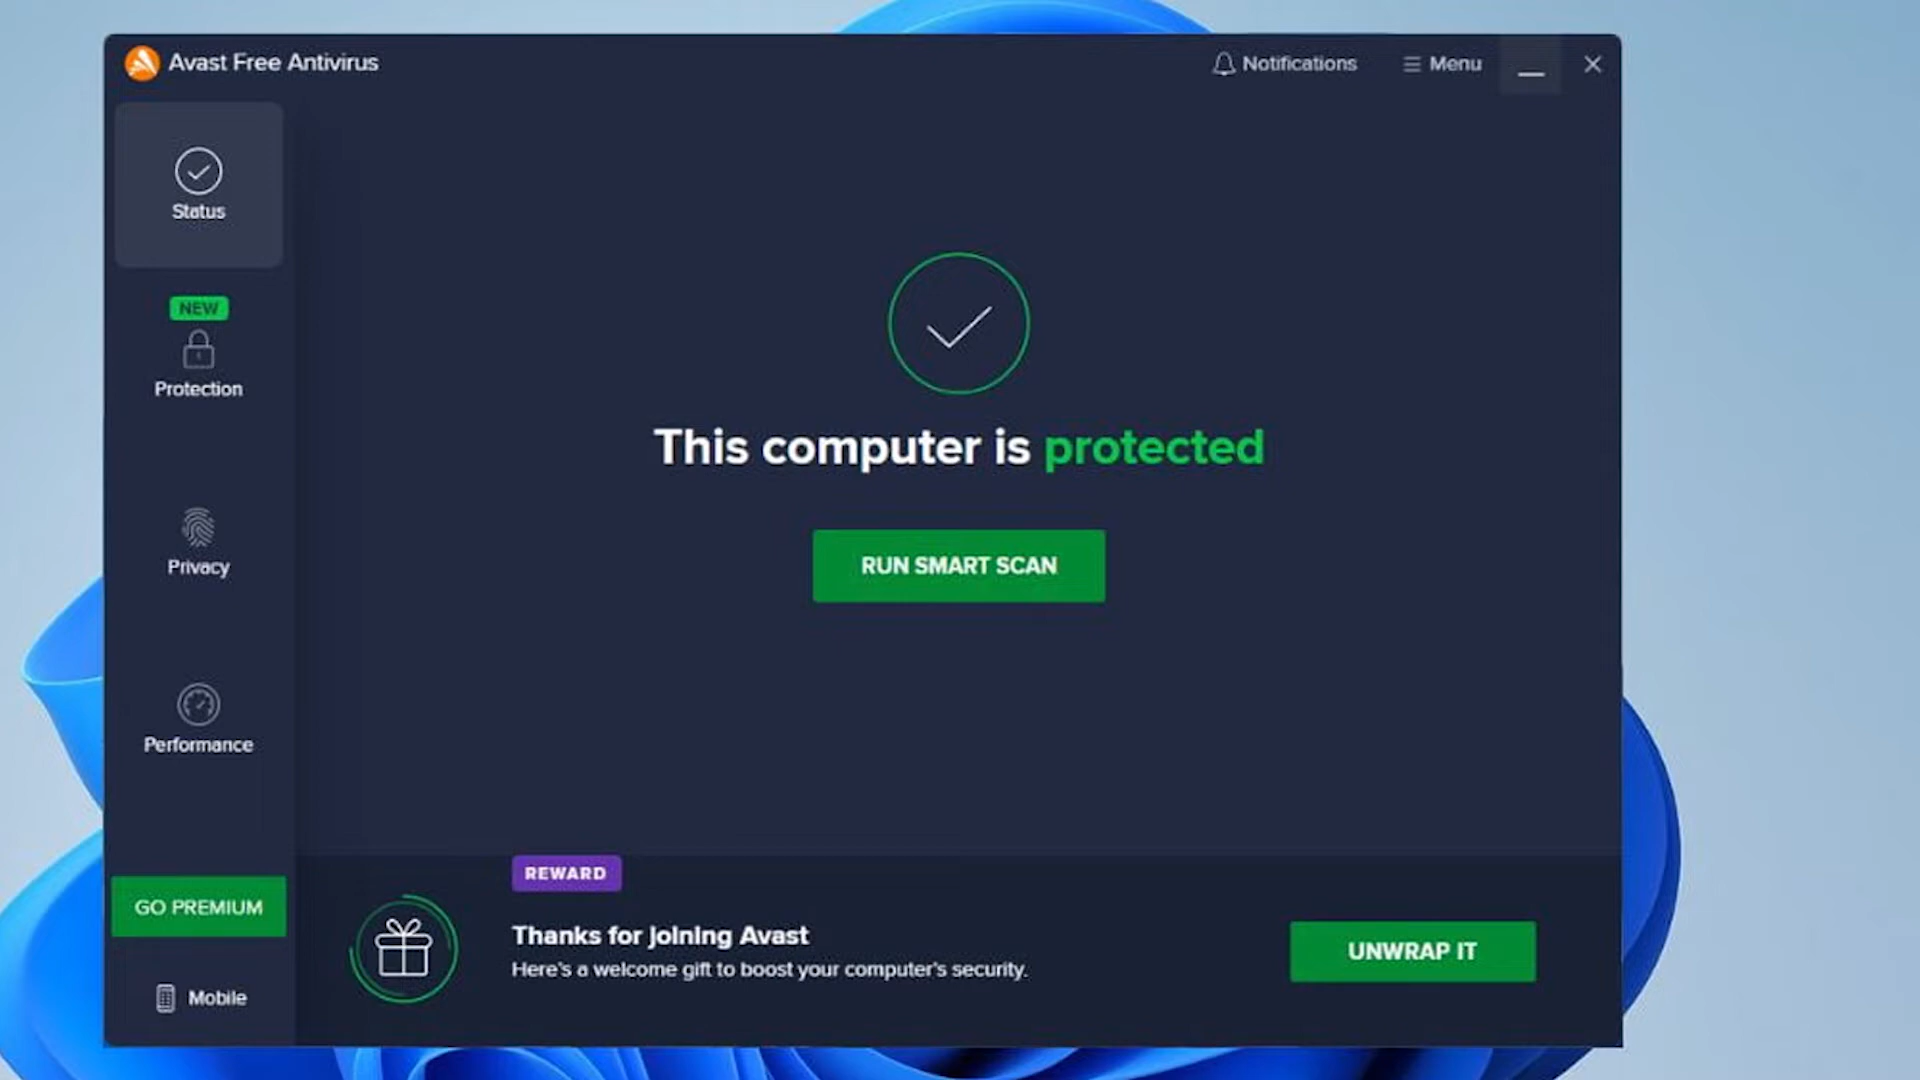 Avast Free Antivirus
Notifications
Menu
Status
NEW
Protection
Privacy
Performance
GO PREMIUM
Mobile
This computer is protected
RUN SMART SCAN
REWARD
Thanks for joining Avast
Here's a welcome gift to boost your computer's security.
UNWRAP IT